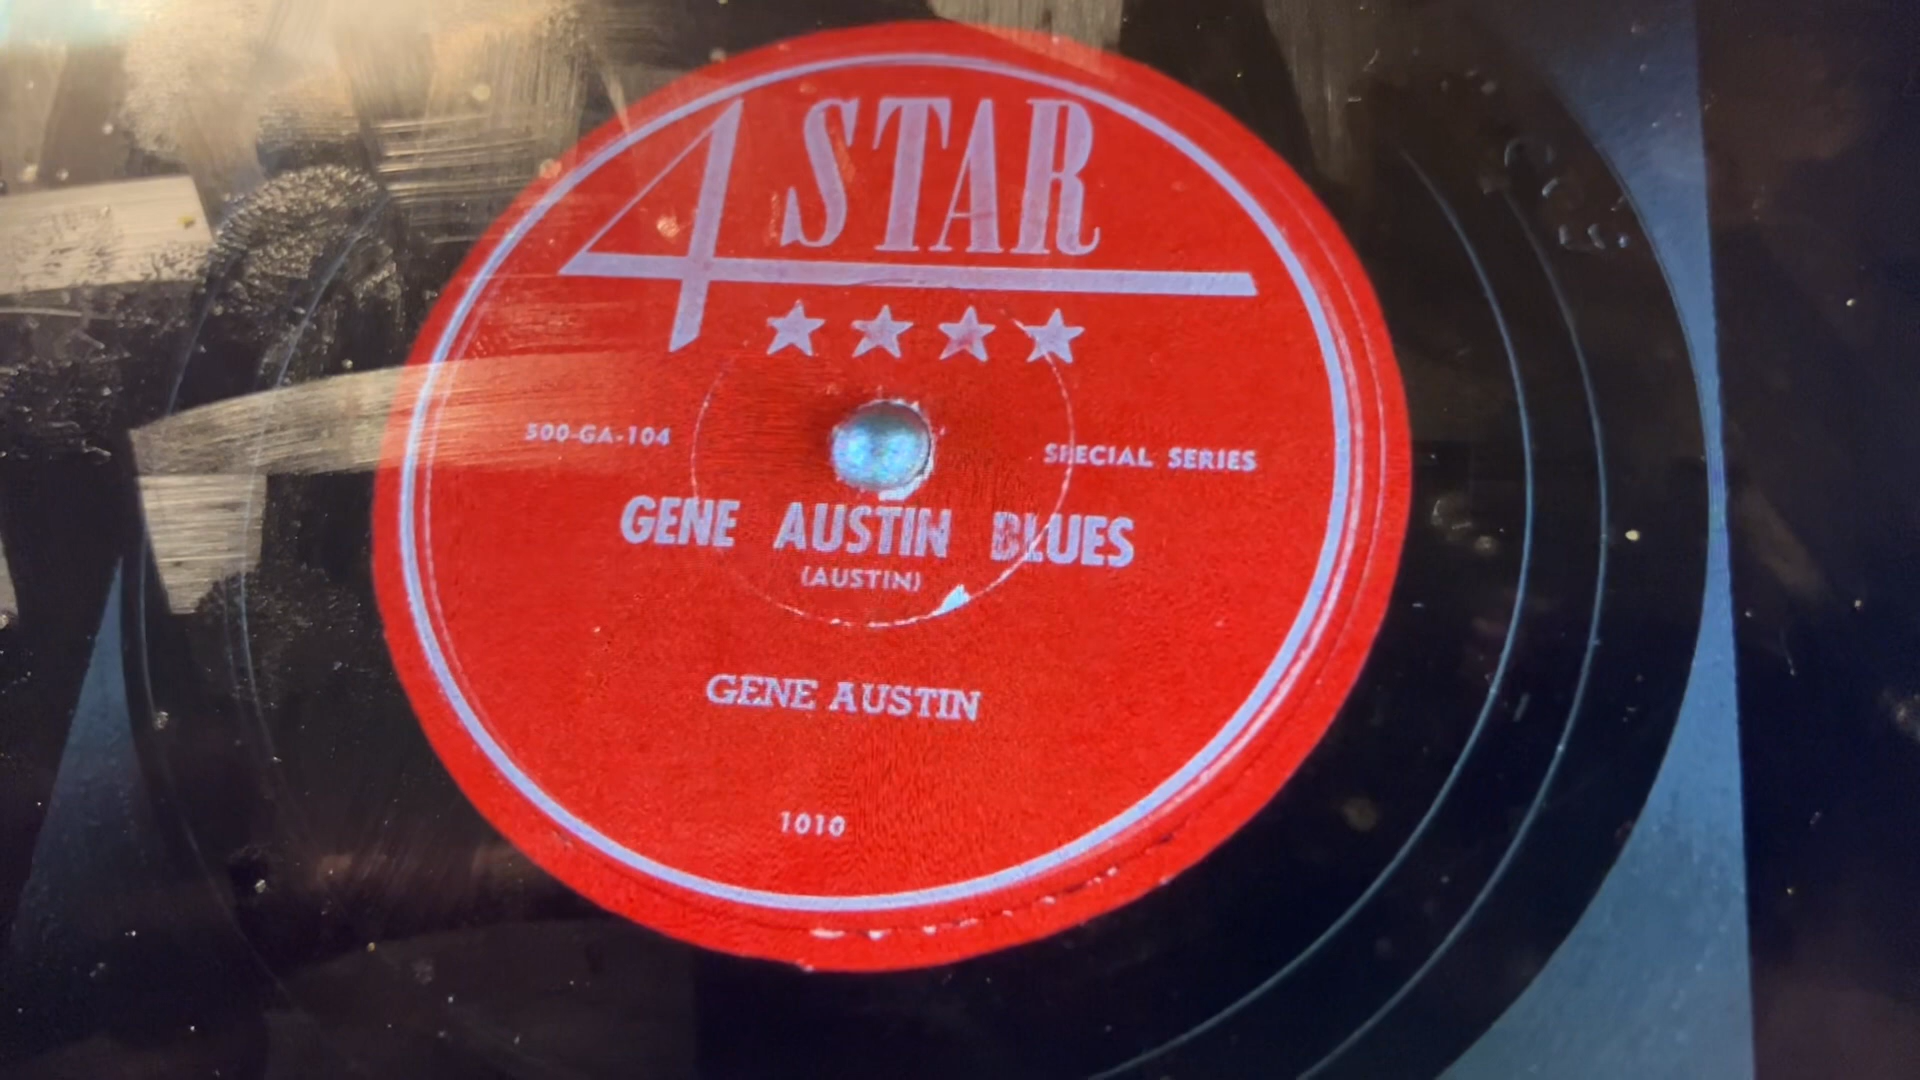 4 STAR
500-GA-104
SPECIAL SERIES
GENE AUSTIN BLUES
(AUSTIN)
GENE AUSTIN
1010